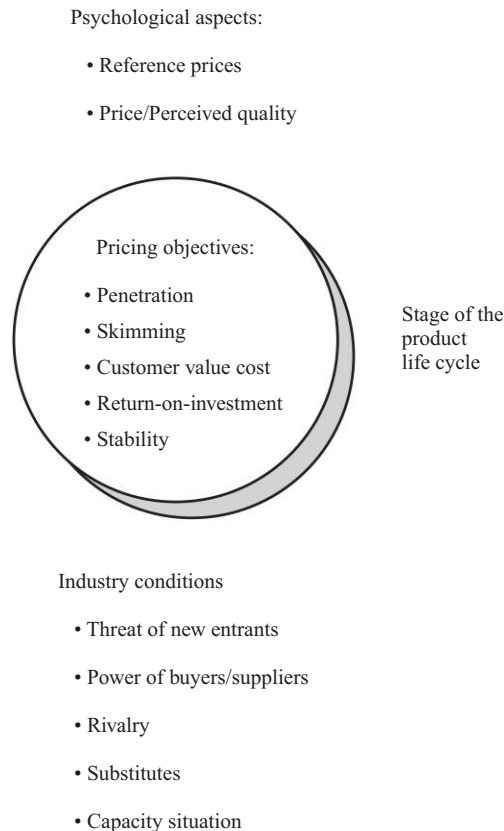 Psychological aspects:
• Reference prices
• Price/Perceived quality
Pricing objectives:
• Penetration
• Skimming
• Customer value cost
• Return-on-investment
• Stability
Stage of the
product
life cycle
Industry conditions
• Threat of new entrants
• Power of buyers/suppliers
• Rivalry
• Substitutes
• Capacity situation